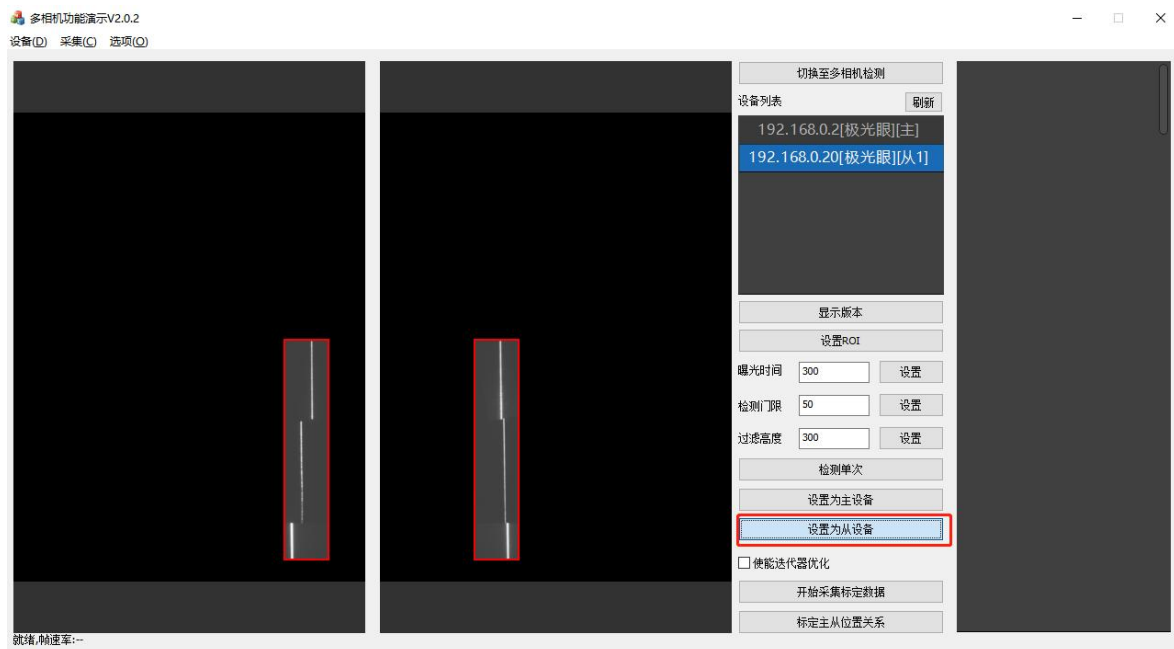 多相机功能演示V2.0.2
设备(D) 采集(C) 选项(O)
切换至多相机检测
设备列表 刷新
192.168.0.2[极光眼][主]
192.168.0.20[极光眼][从1]
显示版本
设置ROI
曝光时间 300 设置
检测门限 50 设置
过滤高度 300 设置
检测单次
设置为主设备
设置为从设备
使能迭代器优化
开始采集标定数据
标定主从位置关系
就绪,帧速率:--